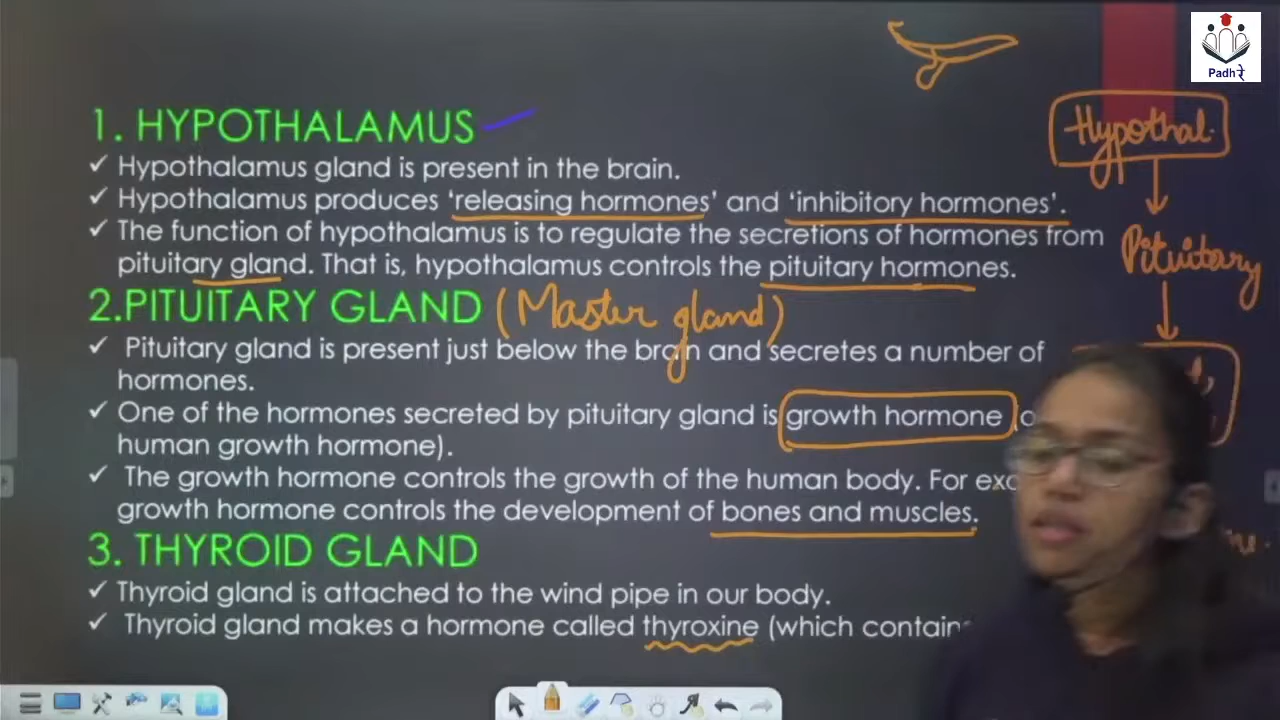 Padhरे
1. HYPOTHALAMUS
Hypothal.
✓ Hypothalamus gland is present in the brain.
✓ Hypothalamus produces ‘releasing hormones’ and ‘inhibitory hormones’.
✓ The function of hypothalamus is to regulate the secretions of hormones from
pituitary gland. That is, hypothalamus controls the pituitary hormones.
Pituitary
2.PITUITARY GLAND (Master gland)
✓ Pituitary gland is present just below the brain and secretes a number of
hormones.
✓ One of the hormones secreted by pituitary gland is growth hormone
human growth hormone).
✓ The growth hormone controls the growth of the human body. For
growth hormone controls the development of bones and muscles.
3. THYROID GLAND
✓ Thyroid gland is attached to the wind pipe in our body.
✓ Thyroid gland makes a hormone called thyroxine (which